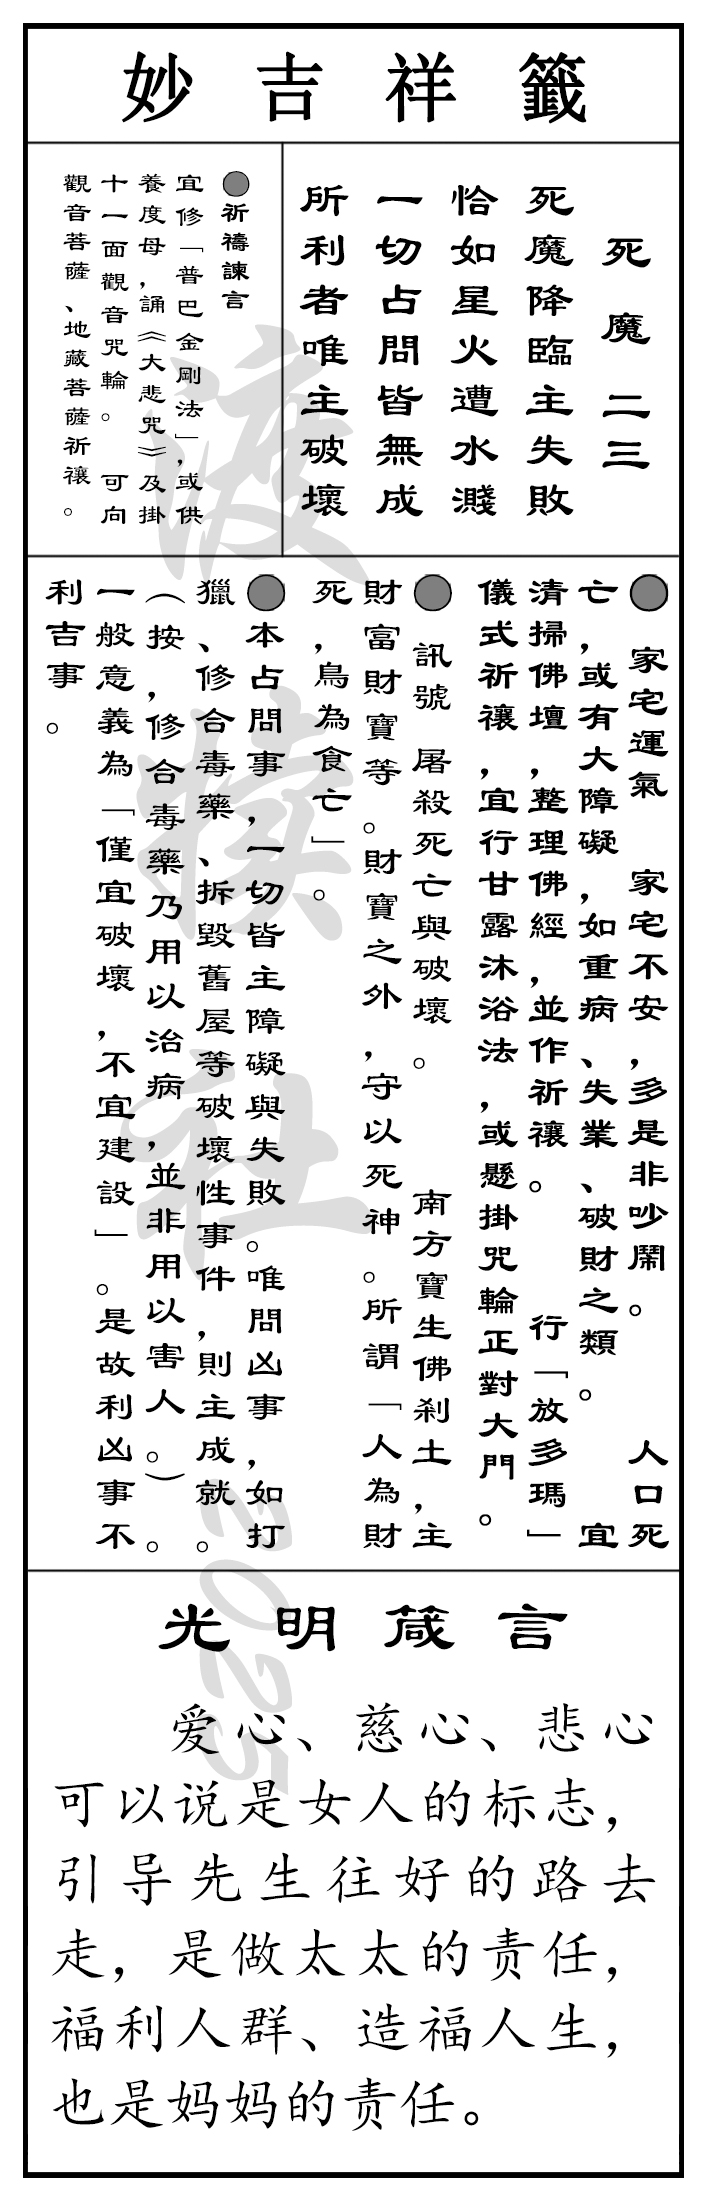 妙吉祥籤
死魔二三
死魔降臨主失敗
恰如星火遭水濺
一切占問皆無成
所利者唯主破壞
●祈禱諫言
宜修「普巴金剛法」，或供
養度母，誦《大悲咒》及掛
十一面觀音咒輪。 可向
觀音菩薩、地藏菩薩祈禳。
● 家宅運氣 家宅不安，多是非吵鬧。 人口死
亡，或有大障礙，如重病、失業、破財之類。 宜
清掃佛壇，整理佛經，並作祈禳。 行「放多瑪」
儀式祈禳，宜行甘露沐浴法，或懸掛咒輪正對大門。
● 訊號 屠殺死亡與破壞。 南方寶生佛剎土，主
財富財寶等。財寶之外，守以死神。所謂「人為財
死，鳥為食亡」。
●本占問事，一切皆主障礙與失敗。唯問凶事，如打
獵、修合毒藥、拆毀舊屋等破壞性事件，則主成就。
（按，修合毒藥乃用以治病，並非用以害人。）。
一般意義為「僅宜破壞，不宜建設」。是故利凶事不
利吉事。
光明箴言
爱心、慈心、悲心
可以说是女人的标志，
引导先生往好的路去
走，是做太太的责任，
福利人群、造福人生，
也是妈妈的责任。
渡犊社2025